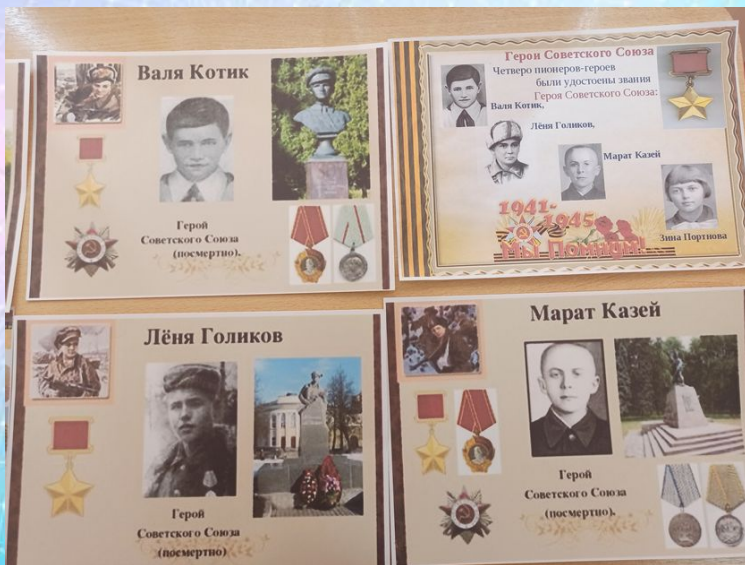 Валя Котик
Герой
Советского Союза
(посмертно).
Герои Советского Союза
Четверо пионеров-героев
были удостоены звания
Героя Советского Союза:
Валя Котик,
Лёня Голиков,
Марат Казей
Зина Портнова
1941-
1945
Мы Помним!
Лёня Голиков
Герой
Советского Союза
(посмертно)
Марат Казей
Герой
Советского Союза
(посмертно).